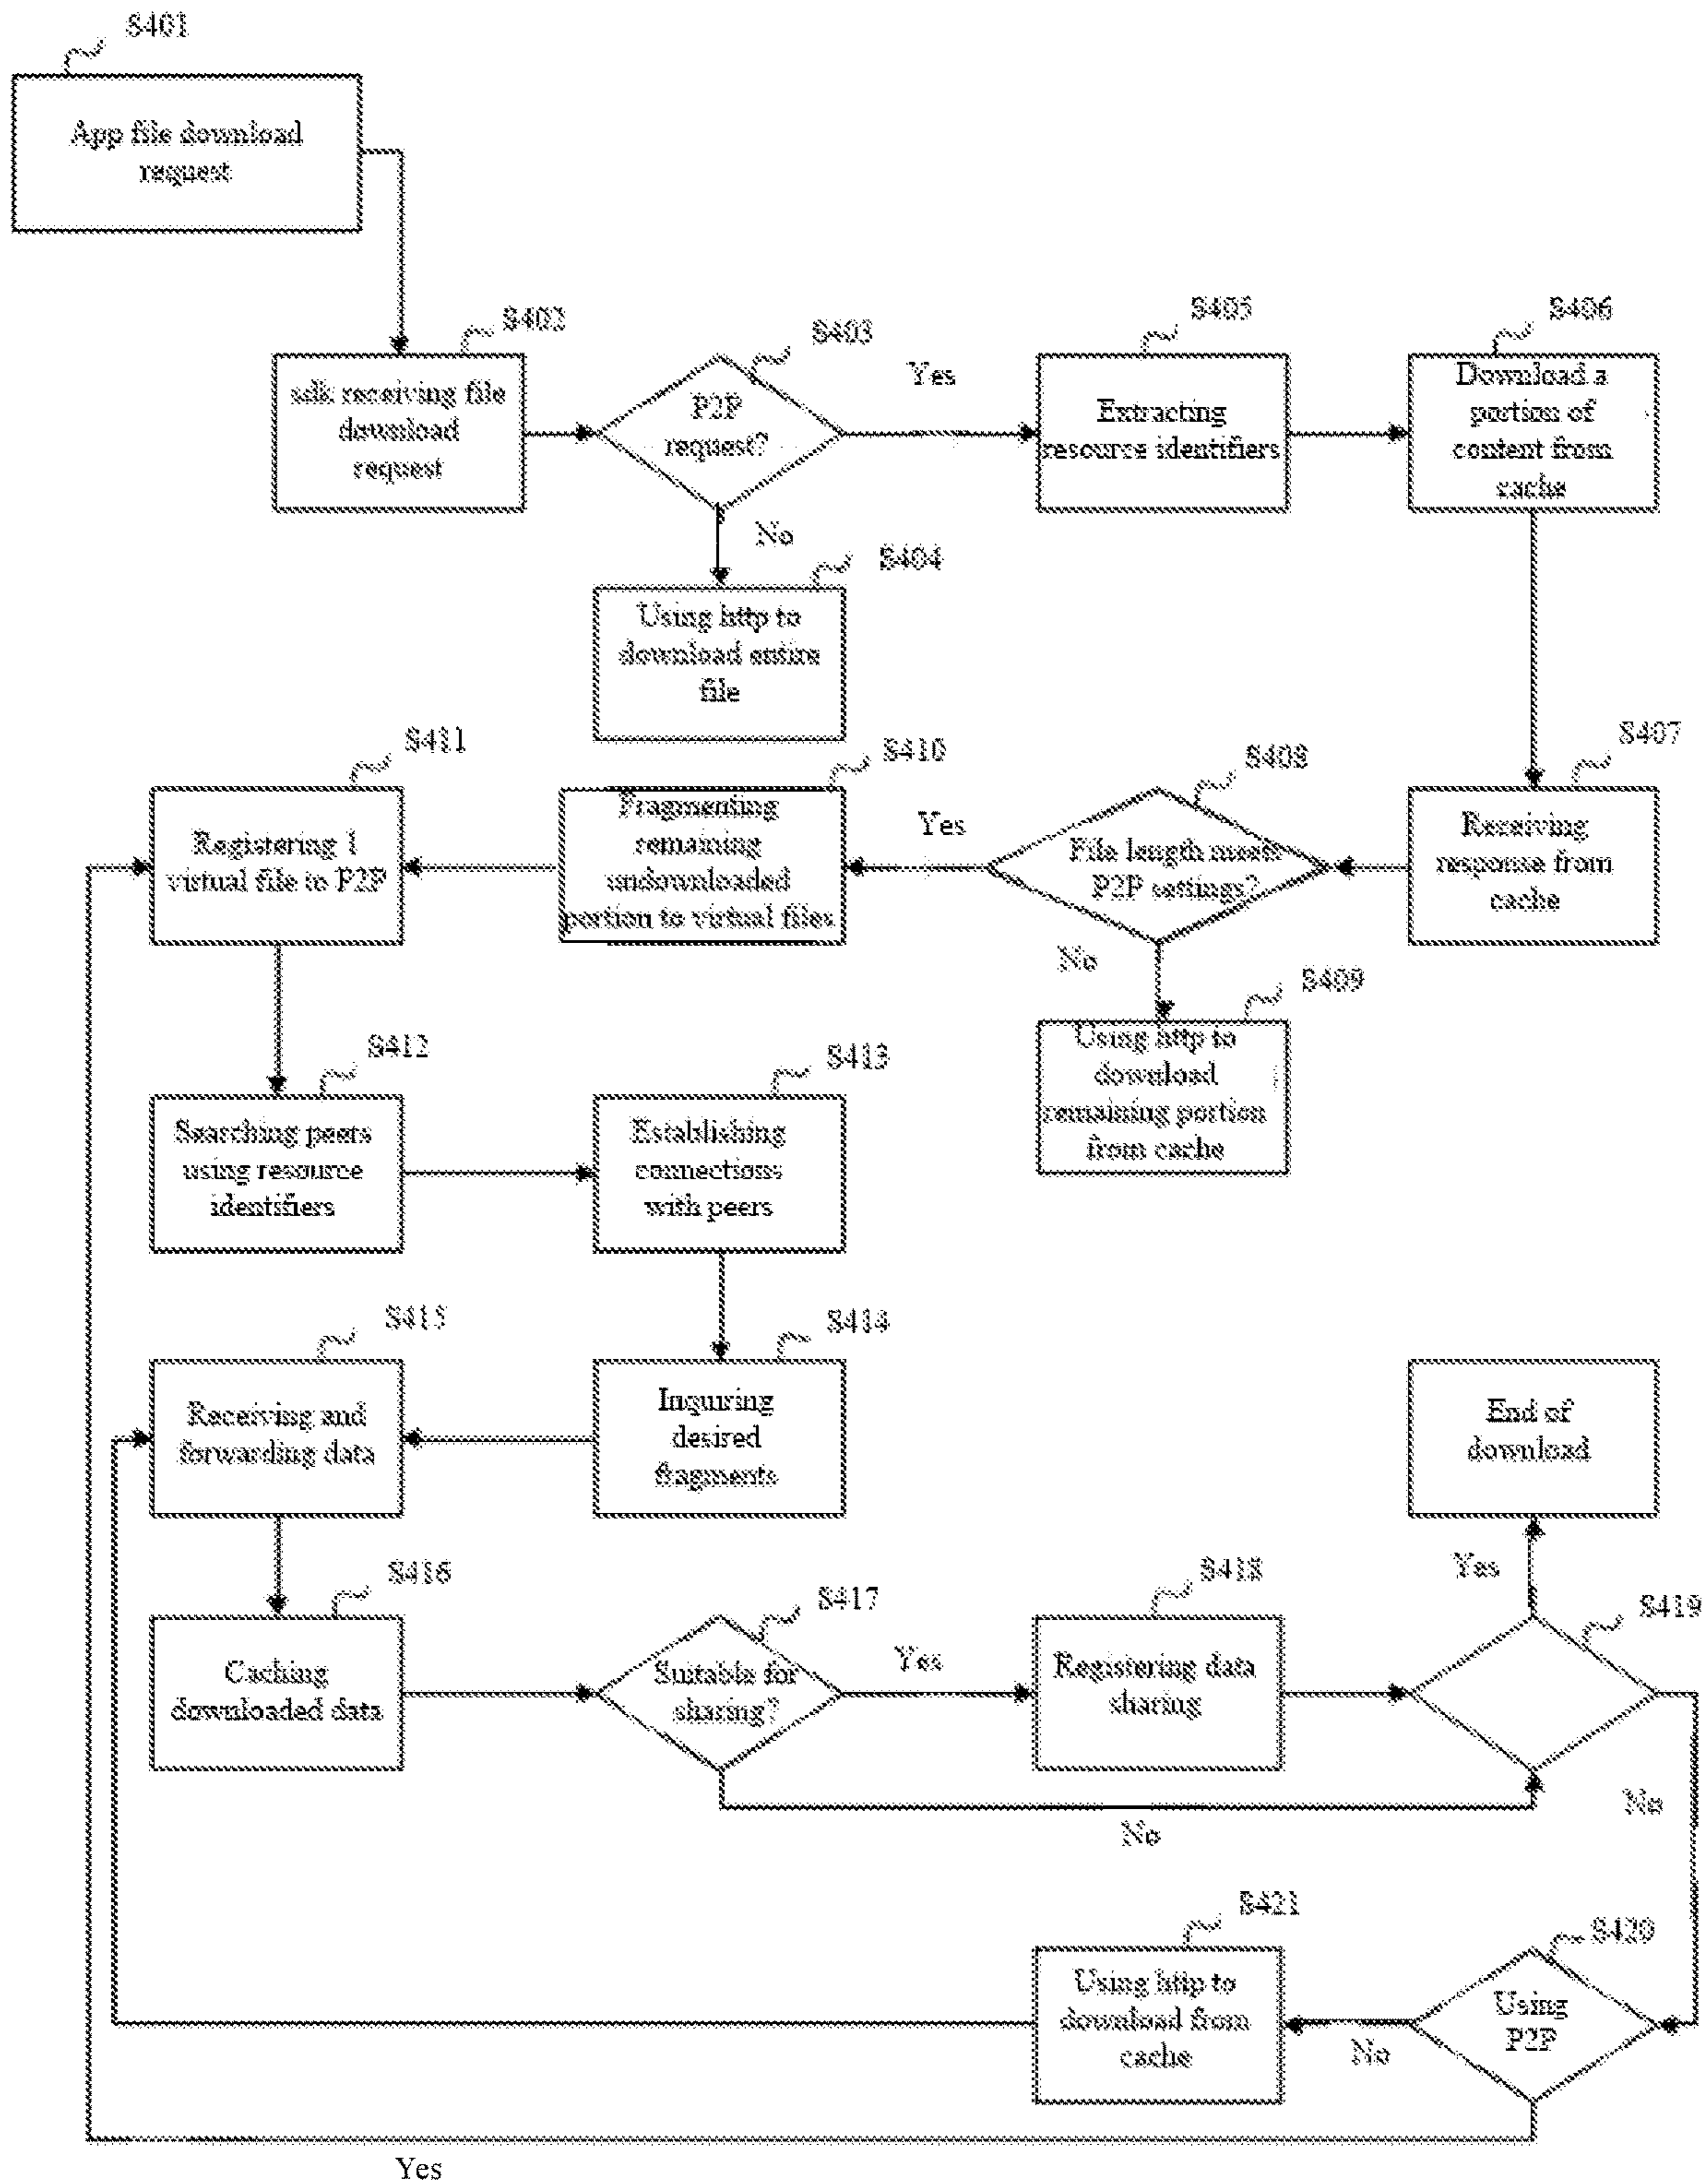 S401
App file download
request
S402
sdk receiving file
download
request
S403
P2P
request?
Yes
No
S404
Using http to
download entire
file
S405
Extracting
resource identifiers
S406
Download a
portion of
content from
cache
S407
Receiving
response from
cache
S408
File length meets
P2P settings?
Yes
No
S409
Using http to
download
remaining portion
from cache
S410
Fragmenting
remaining
undownloaded
portion to virtual files
S411
Registering 1
virtual file to P2P
S412
Searching peers
using resource
identifiers
S413
Establishing
connections
with peers
S414
Inquiring
desired
fragments
S415
Receiving and
forwarding data
S416
Caching
downloaded data
S417
Suitable for
sharing?
Yes
No
S418
Registering data
sharing
S419
Yes
No
End of
download
S420
Using
P2P
No
Yes
S421
Using http to
download from
cache